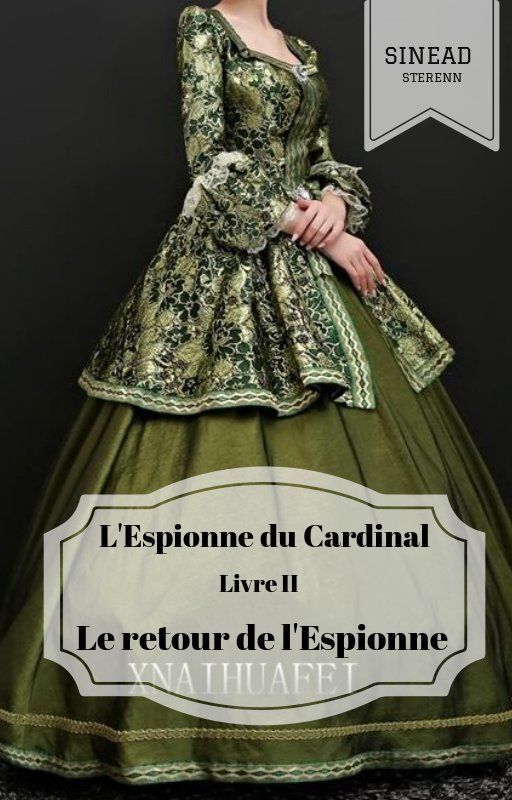 SINEAD
STERENN
L'Espionne du Cardinal
Livre II
Le retour de l'Espionne
XNAIHUAFEI